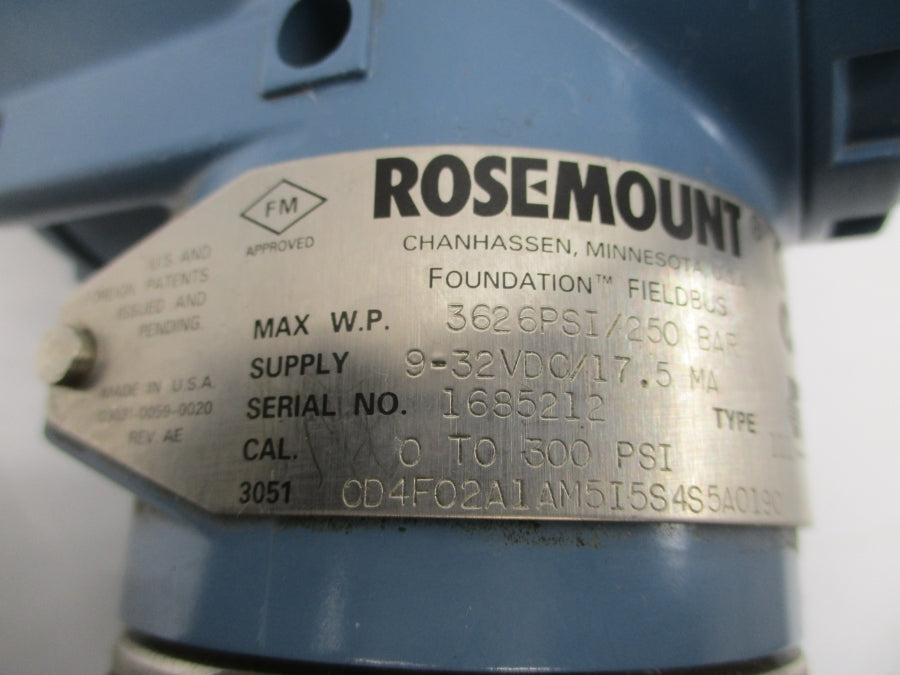 FM
APPROVED
ROSEMOUNT
CHANHASSEN, MINNESOTA
FOUNDATION™ FIELDBUS
U.S. AND
FOREIGN PATENTS
ISSUED AND
PENDING.
MAX W.P. 3626PSI/250 BAR
SUPPLY 9-32VDC/17.5 MA
MADE IN U.S.A.
SERIAL NO. 1685212 TYPE
REV. AE
CAL. 0 TO 300 PSI
3051 0D4F02A1AM5I5S4S5A0190